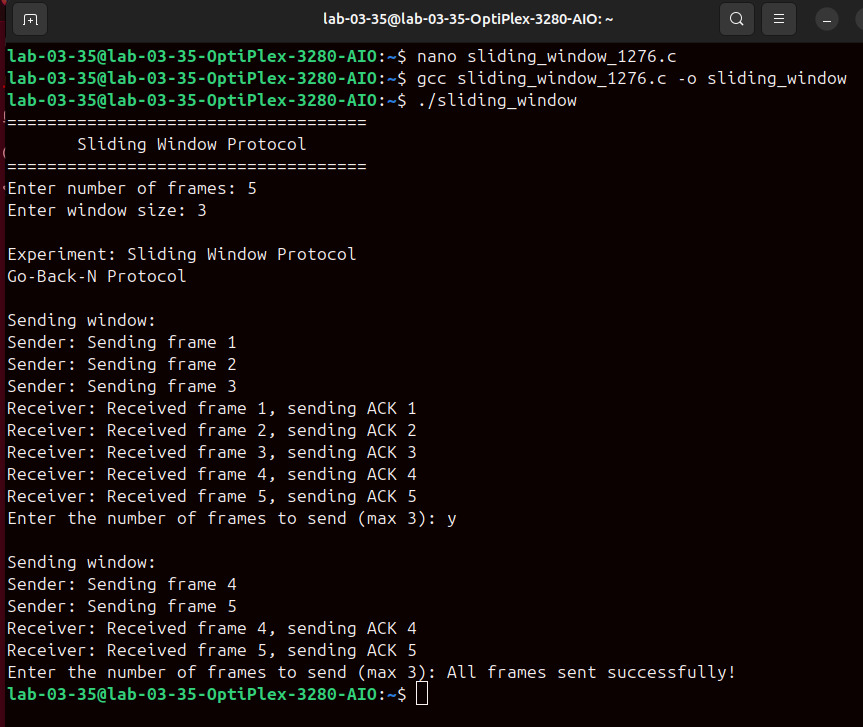 lab-03-35@lab-03-35-OptiPlex-3280-AIO: ~
lab-03-35@lab-03-35-OptiPlex-3280-AIO:~$ nano sliding_window_1276.c
lab-03-35@lab-03-35-OptiPlex-3280-AIO:~$ gcc sliding_window_1276.c -o sliding_window
lab-03-35@lab-03-35-OptiPlex-3280-AIO:~$ ./sliding_window
====================================
       Sliding Window Protocol
====================================
Enter number of frames: 5
Enter window size: 3
Experiment: Sliding Window Protocol
Go-Back-N Protocol
Sending window:
Sender: Sending frame 1
Sender: Sending frame 2
Sender: Sending frame 3
Receiver: Received frame 1, sending ACK 1
Receiver: Received frame 2, sending ACK 2
Receiver: Received frame 3, sending ACK 3
Receiver: Received frame 4, sending ACK 4
Receiver: Received frame 5, sending ACK 5
Enter the number of frames to send (max 3): y
Sending window:
Sender: Sending frame 4
Sender: Sending frame 5
Receiver: Received frame 4, sending ACK 4
Receiver: Received frame 5, sending ACK 5
Enter the number of frames to send (max 3): All frames sent successfully!
lab-03-35@lab-03-35-OptiPlex-3280-AIO:~$